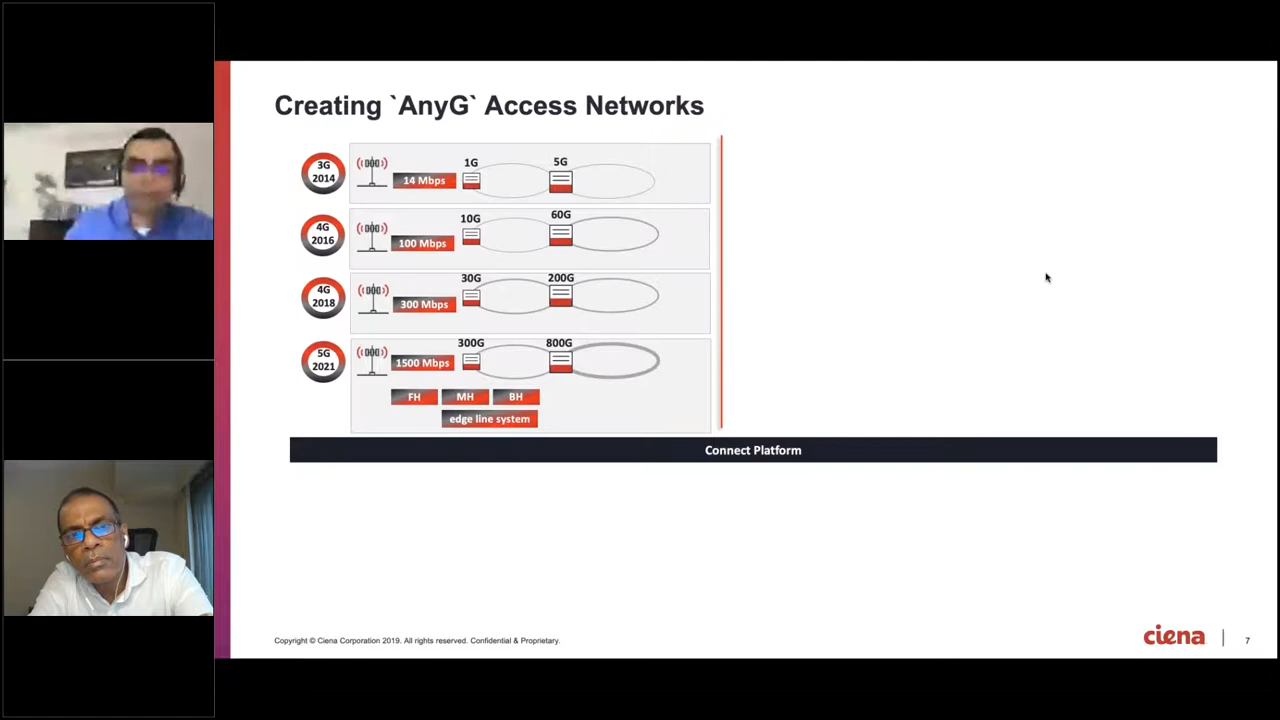 Creating `AnyG` Access Networks
3G
2014
14 Mbps
1G
5G
4G
2016
100 Mbps
10G
60G
4G
2018
300 Mbps
30G
200G
5G
2021
1500 Mbps
300G
800G
FH
MH
BH
edge line system
Connect Platform
Copyright © Ciena Corporation 2019. All rights reserved. Confidential & Proprietary.
ciena
7